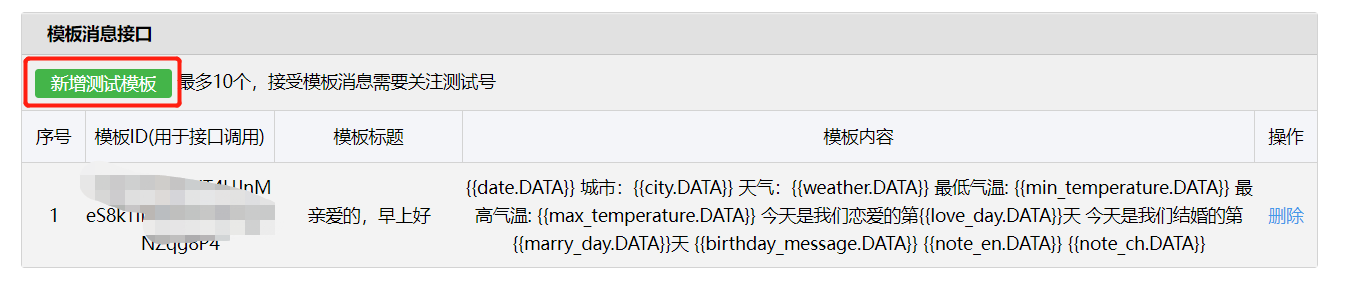 模板消息接口
新增测试模板 最多10个，接受模板消息需要关注测试号
序号 模板ID(用于接口调用) 模板标题 模板内容 操作
{{date.DATA}} 城市：{{city.DATA}} 天气：{{weather.DATA}} 最低气温: {{min_temperature.DATA}} 最
1 亲爱的，早上好 高气温: {{max_temperature.DATA}} 今天是我们恋爱的第{{love_day.DATA}}天 今天是我们结婚的第 删除
{{marry_day.DATA}}天 {{birthday_message.DATA}} {{note_en.DATA}} {{note_ch.DATA}}